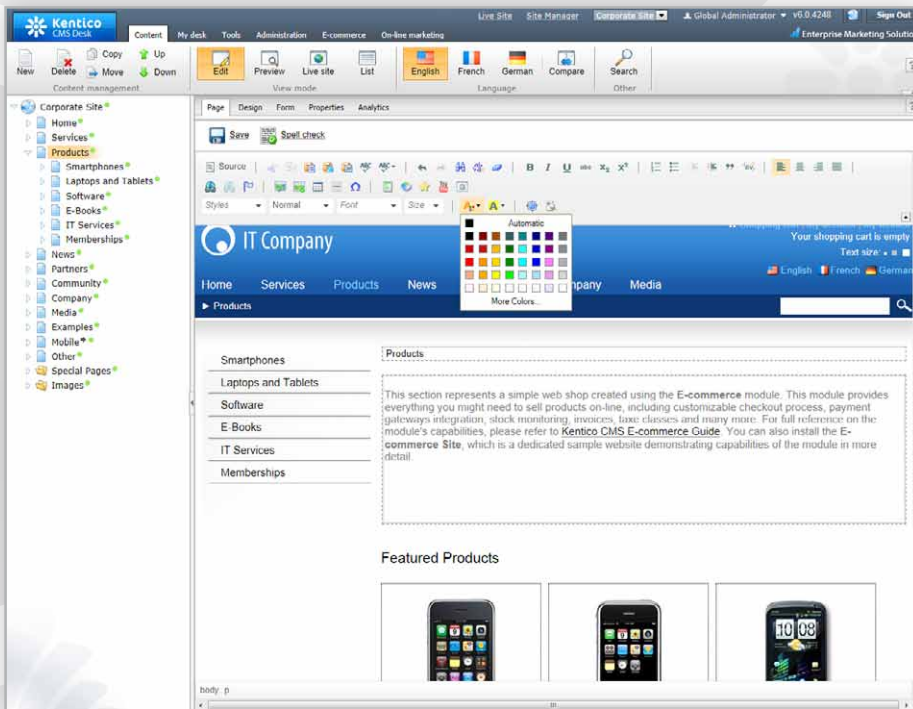 Kentico
CMS Desk
Content My desk Tools Administration E-commerce On-line marketing
Live Site Site Manager Corporate Site Global Administrator v6.0.4248 Sign Out
Enterprise Marketing Solutio
New Delete Copy Move Up Down
Content management
Edit Preview Live site List
View mode
English French German Compare
Language
Search
Other
Corporate Site
Home
Services
Products
Smartphones
Laptops and Tablets
Software
E-Books
IT Services
Memberships
News
Partners
Community
Company
Media
Examples
Mobile
Other
Special Pages
Images
Page Design Form Properties Analytics
Save Spell check
Source B I U abc x₂ x²
Styles Normal Font Size A A
Automatic
More Colors...
IT Company
Your shopping cart is empty
Text size:
English French German
Home Services Products News mpany Media
Products
Smartphones
Laptops and Tablets
Software
E-Books
IT Services
Memberships
Products
This section represents a simple web shop created using the E-commerce module. This module provides
everything you might need to sell products on-line, including customizable checkout process, payment
gateways integration, stock monitoring, invoices, taxe classes and many more. For full reference on the
module's capabilities, please refer to Kentico CMS E-commerce Guide. You can also install the E-
commerce Site, which is a dedicated sample website demonstrating capabilities of the module in more
detail.
Featured Products
10 08
body p